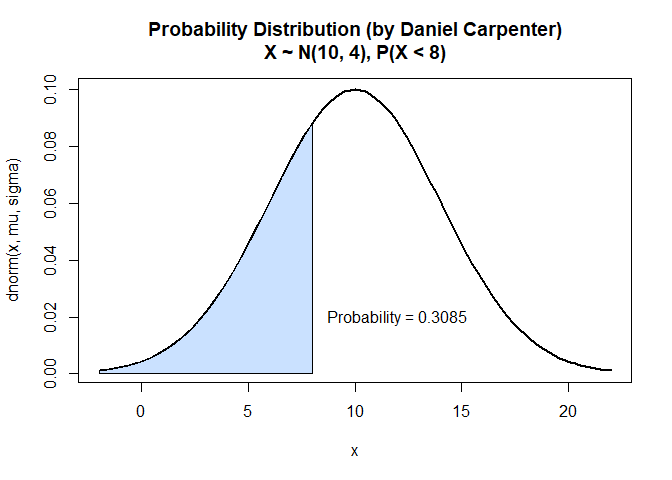 Probability Distribution (by Daniel Carpenter)
X ~ N(10, 4), P(X < 8)
dnorm(x, mu, sigma)
0.10
0.08
0.06
0.04
0.02
0.00
Probability = 0.3085
0 5 10 15 20
x